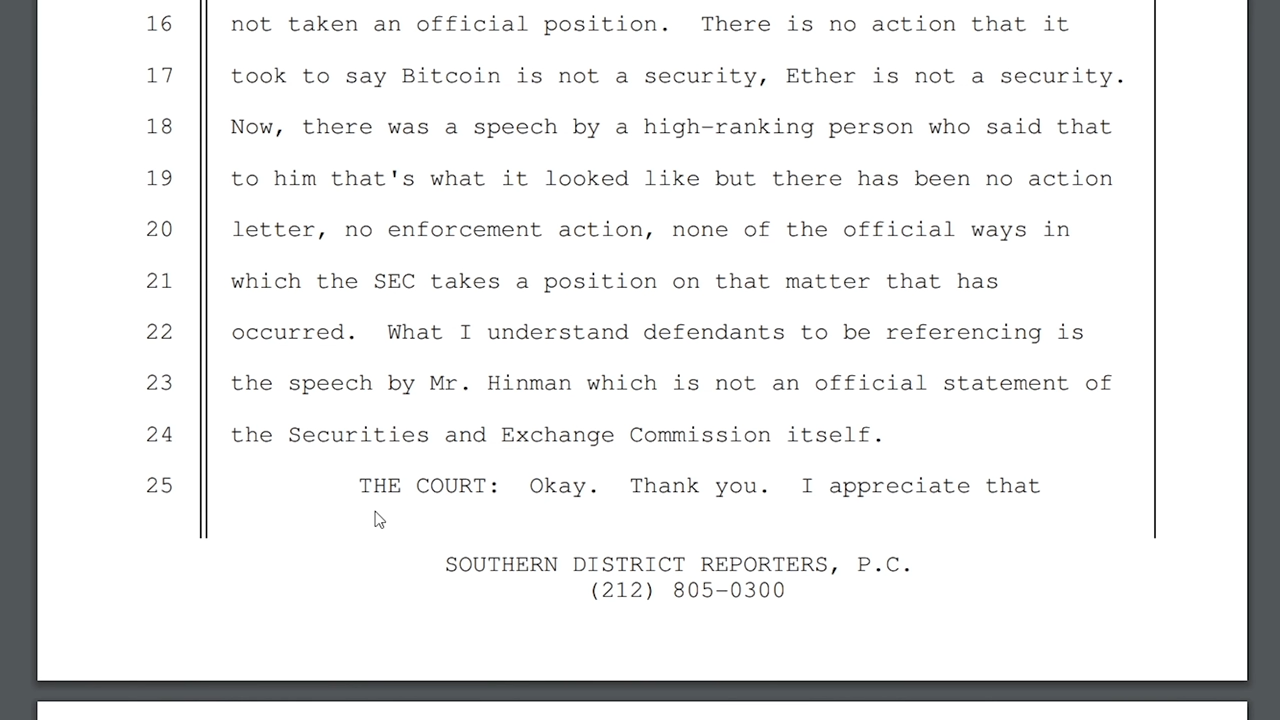 16 not taken an official position.  There is no action that it
17 took to say Bitcoin is not a security, Ether is not a security.
18 Now, there was a speech by a high-ranking person who said that
19 to him that's what it looked like but there has been no action
20 letter, no enforcement action, none of the official ways in
21 which the SEC takes a position on that matter that has
22 occurred.  What I understand defendants to be referencing is
23 the speech by Mr. Hinman which is not an official statement of
24 the Securities and Exchange Commission itself.
25 THE COURT:  Okay.  Thank you.  I appreciate that
SOUTHERN DISTRICT REPORTERS, P.C.
(212) 805-0300